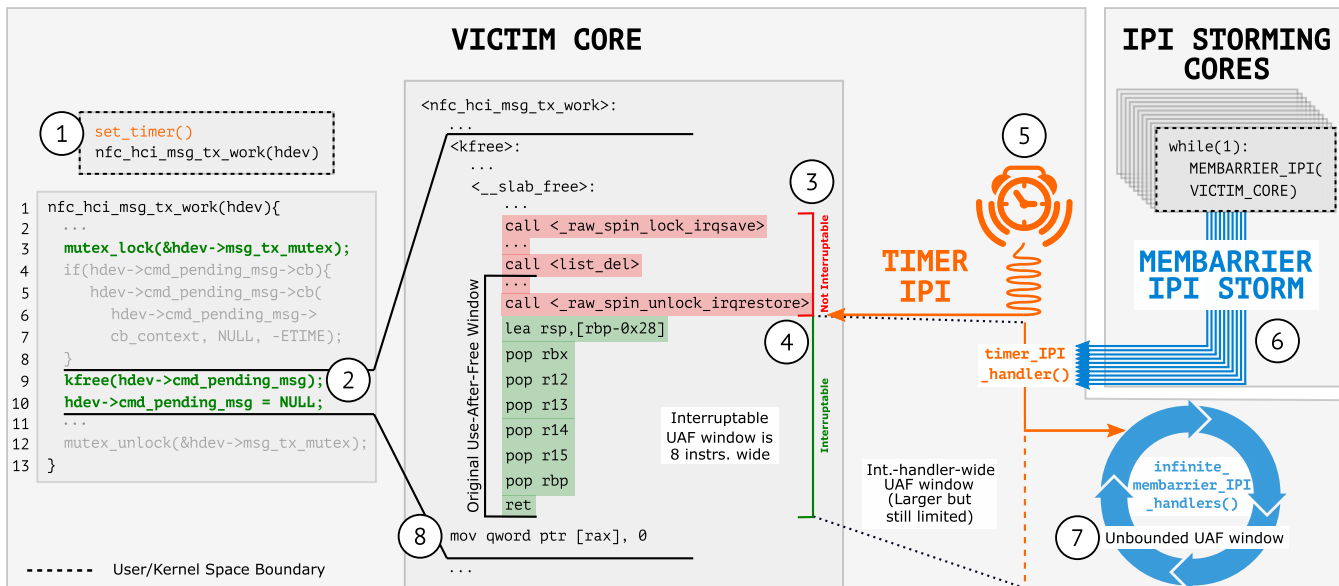 VICTIM CORE
1
set_timer()
nfc_hci_msg_tx_work(hdev)
1 nfc_hci_msg_tx_work(hdev){
2 ...
3 mutex_lock(&hdev->msg_tx_mutex);
4 if(hdev->cmd_pending_msg->cb){
5 hdev->cmd_pending_msg->cb(
6 hdev->cmd_pending_msg->
7 cb_context, NULL, -ETIME);
8 }
9 kfree(hdev->cmd_pending_msg);
10 hdev->cmd_pending_msg = NULL;
11 ...
12 mutex_unlock(&hdev->msg_tx_mutex);
13 }
2
<nfc_hci_msg_tx_work>:
...
<kfree>:
...
<__slab_free>:
...
call <_raw_spin_lock_irqsave>
...
call <list_del>
...
call <_raw_spin_unlock_irqrestore>
lea rsp,[rbp-0x28]
pop rbx
pop r12
pop r13
pop r14
pop r15
pop rbp
ret
mov qword ptr [rax], 0
...
Original Use-After-Free Window
8
3
Not Interruptable
4
Interruptable
Interruptable
UAF window is
8 instrs. wide
5
TIMER
IPI
timer_IPI
_handler()
Int.-handler-wide
UAF window
(Larger but
still limited)
IPI STORMING
CORES
while(1):
MEMBARRIER_IPI(
VICTIM_CORE)
MEMBARRIER
IPI STORM
6
infinite_
membarrier_IPI
_handlers()
7
Unbounded UAF window
User/Kernel Space Boundary